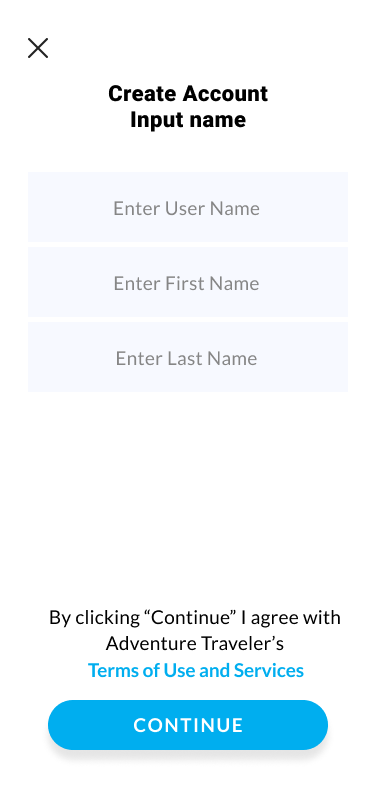 Create Account
Input name
Enter User Name
Enter First Name
Enter Last Name
By clicking “Continue” I agree with
Adventure Traveler’s
Terms of Use and Services
CONTINUE